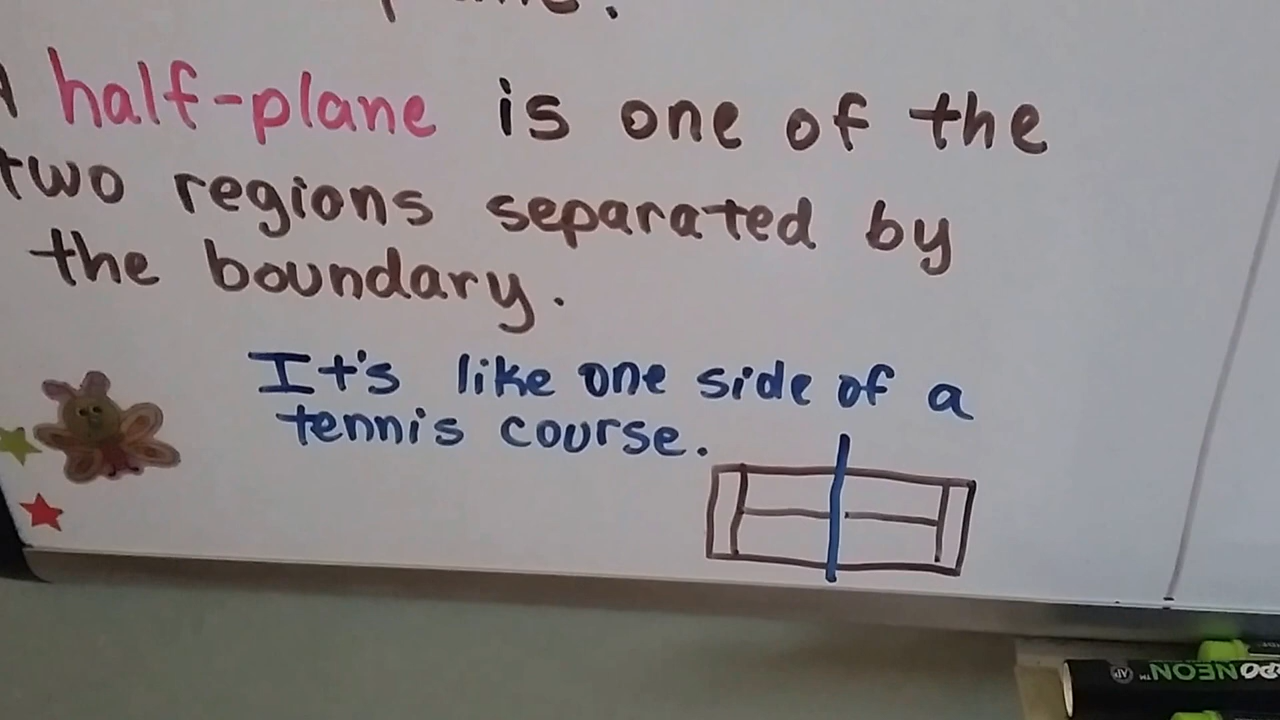 half-plane is one of the
two regions separated by
the boundary.
It's like one side of a
tennis course.
NEON